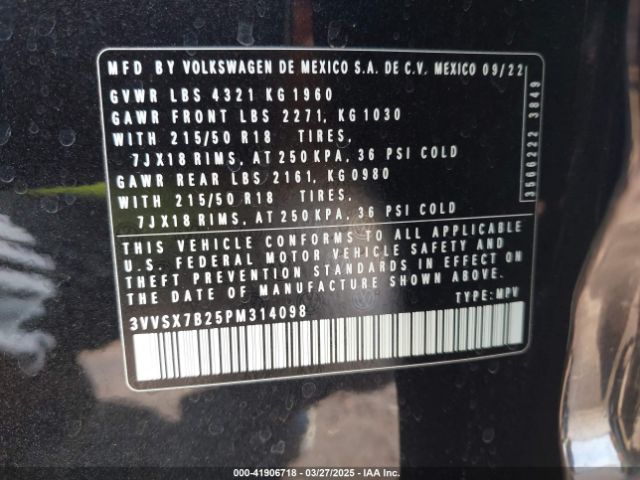 MFD BY VOLKSWAGEN DE MEXICO S.A. DE C.V. MEXICO 09/22
GVWR LBS 4321 KG 1960
GAWR FRONT LBS 2271, KG 1030
WITH 215/50 R18 TIRES,
7JX18 RIMS, AT 250 KPA, 36 PSI COLD
GAWR REAR LBS 2161, KG 0980
WITH 215/50 R18 TIRES,
7JX18 RIMS, AT 250 KPA, 36 PSI COLD
3566222 3849
THIS VEHICLE CONFORMS TO ALL APPLICABLE
U.S. FEDERAL MOTOR VEHICLE SAFETY AND
THEFT PREVENTION STANDARDS IN EFFECT ON
THE DATE OF MANUFACTURE SHOWN ABOVE.
3VVSX7B25PM314098 TYPE: MPV
000-41906718 - 03/27/2025 - IAA Inc.